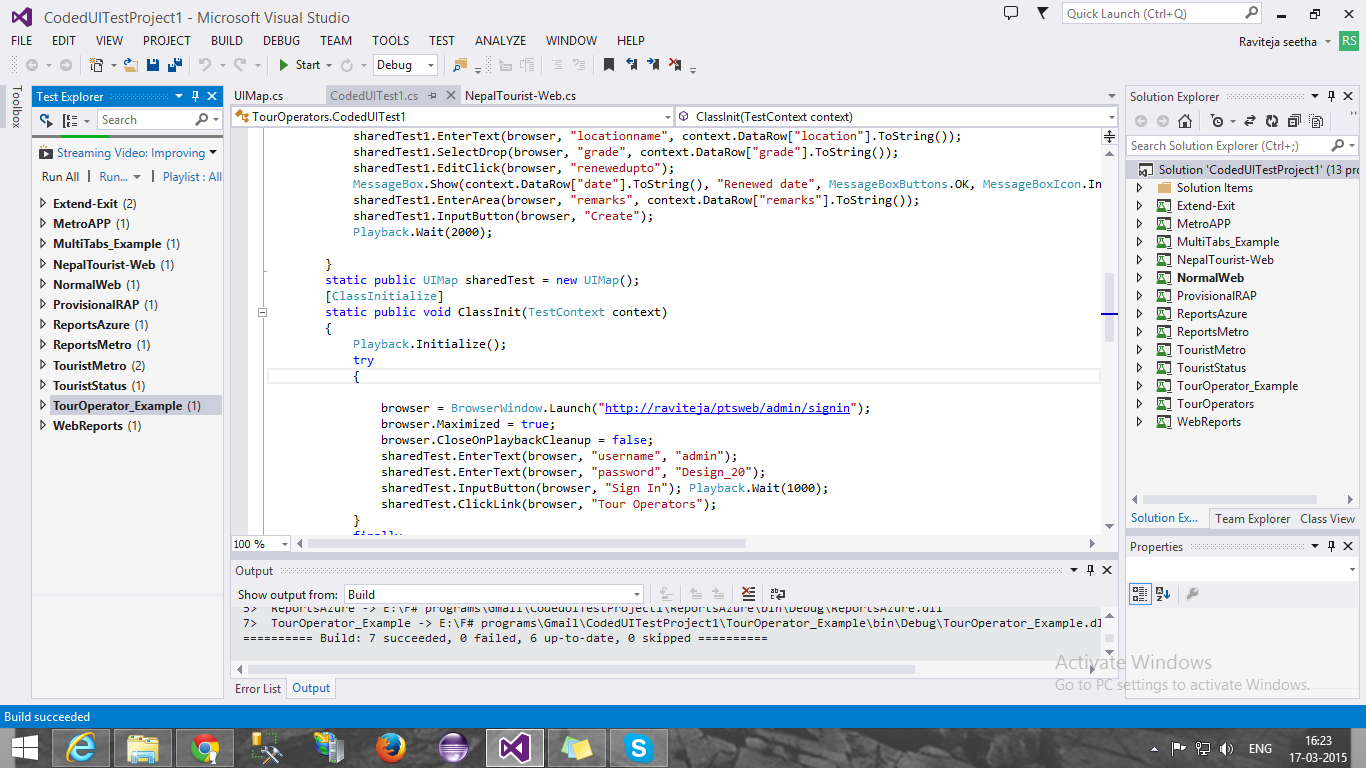 CodedUITestProject1 - Microsoft Visual Studio
Quick Launch (Ctrl+Q)
FILE EDIT VIEW PROJECT BUILD DEBUG TEAM TOOLS TEST ANALYZE WINDOW HELP
Raviteja seetha RS
Start Debug
Toolbox
Test Explorer
Search
Streaming Video: Improving
Run All | Run... | Playlist : All
Extend-Exit (2)
MetroAPP (1)
MultiTabs_Example (1)
NepalTourist-Web (1)
NormalWeb (1)
ProvisionalRAP (1)
ReportsAzure (1)
ReportsMetro (1)
TouristMetro (2)
TouristStatus (1)
TourOperator_Example (1)
WebReports (1)
UIMap.cs CodedUITest1.cs NepalTourist-Web.cs
TourOperators.CodedUITest1 ClassInit(TestContext context)
sharedTest1.EnterText(browser, "locationname", context.DataRow["location"].ToString());
sharedTest1.SelectDrop(browser, "grade", context.DataRow["grade"].ToString());
sharedTest1.EditClick(browser, "renewedupto");
MessageBox.Show(context.DataRow["date"].ToString(), "Renewed date", MessageBoxButtons.OK, MessageBoxIcon.In
sharedTest1.EnterArea(browser, "remarks", context.DataRow["remarks"].ToString());
sharedTest1.InputButton(browser, "Create");
Playback.Wait(2000);
}
static public UIMap sharedTest = new UIMap();
[ClassInitialize]
static public void ClassInit(TestContext context)
{
Playback.Initialize();
try
{
browser = BrowserWindow.Launch("http://raviteja/ptsweb/admin/signin");
browser.Maximized = true;
browser.CloseOnPlaybackCleanup = false;
sharedTest.EnterText(browser, "username", "admin");
sharedTest.EnterText(browser, "password", "Design_20");
sharedTest.InputButton(browser, "Sign In"); Playback.Wait(1000);
sharedTest.ClickLink(browser, "Tour Operators");
}
finally
100 %
Output
Show output from: Build
5> ReportsAzure -> E:\F# programs\Gmail\CodedUITestProject1\ReportsAzure\bin\Debug\ReportsAzure.dll
7> TourOperator_Example -> E:\F# programs\Gmail\CodedUITestProject1\TourOperator_Example\bin\Debug\TourOperator_Example.dl
========== Build: 7 succeeded, 0 failed, 6 up-to-date, 0 skipped ==========
Error List Output
Solution Explorer
Search Solution Explorer (Ctrl+;)
Solution 'CodedUITestProject1' (13 pro
Solution Items
Extend-Exit
MetroAPP
MultiTabs_Example
NepalTourist-Web
NormalWeb
ProvisionalRAP
ReportsAzure
ReportsMetro
TouristMetro
TouristStatus
TourOperator_Example
TourOperators
WebReports
Solution Ex... Team Explorer Class View
Properties
Activate Windows
Go to PC settings to activate Windows.
Build succeeded
ENG
16:23
17-03-2015